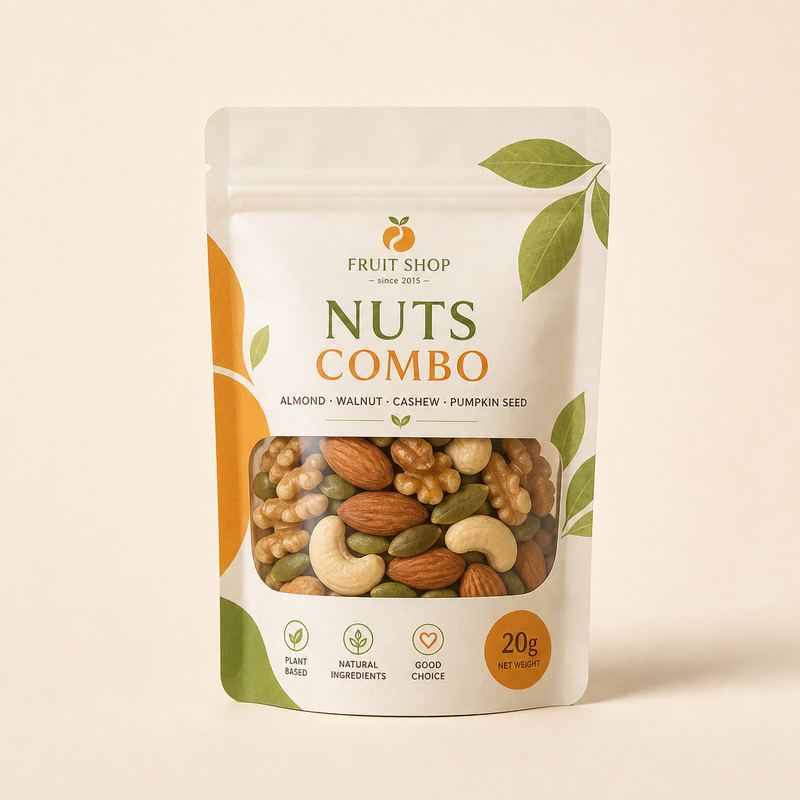 FRUIT SHOP
– since 2015 –
NUTS
COMBO
ALMOND · WALNUT · CASHEW · PUMPKIN SEED
PLANT
BASED
NATURAL
INGREDIENTS
GOOD
CHOICE
20g
NET WEIGHT